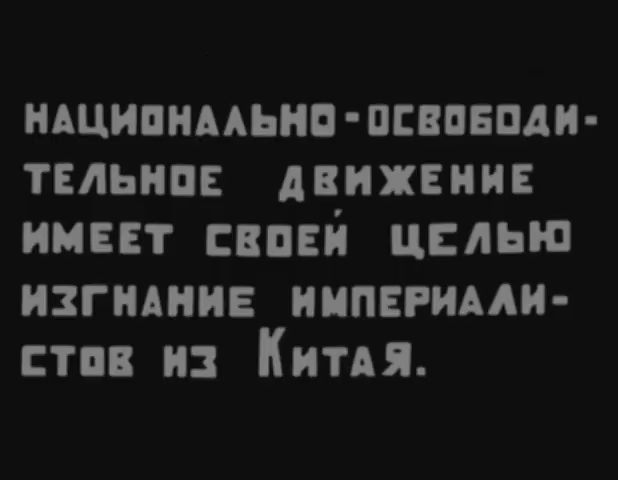 НАЦИОНАЛЬНО-ОСВОБОДИ-
ТЕЛЬНОЕ ДВИЖЕНИЕ
ИМЕЕТ СВОЕЙ ЦЕЛЬЮ
ИЗГНАНИЕ ИМПЕРИАЛИ-
СТОВ ИЗ КИТАЯ.